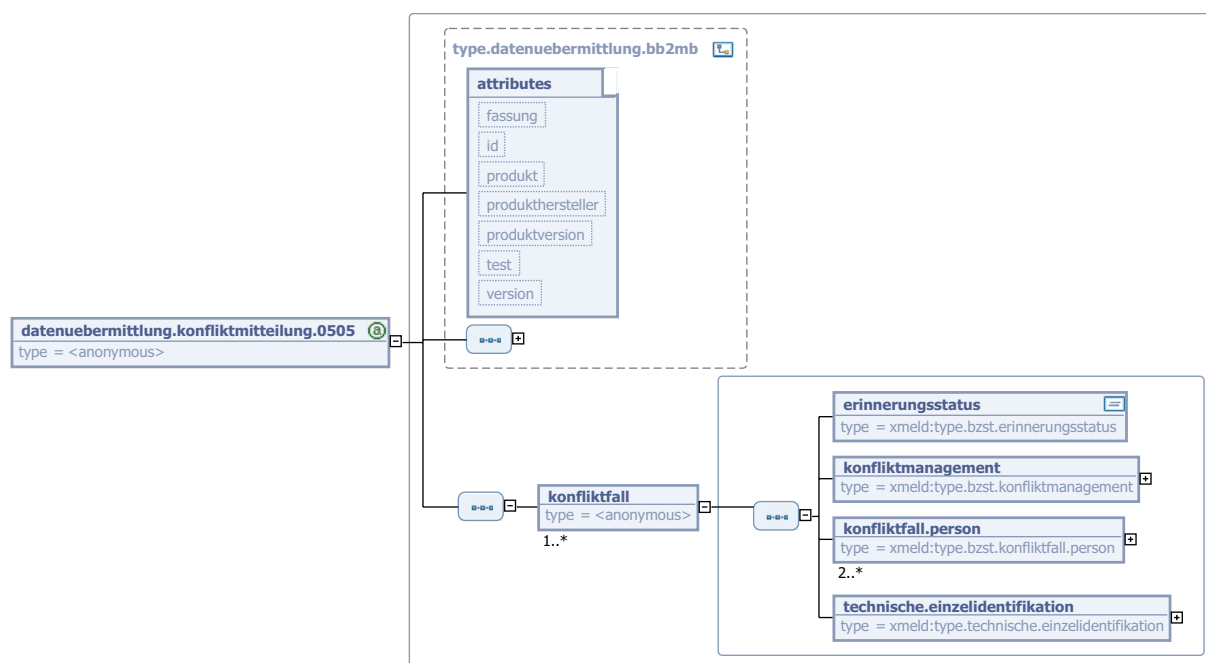 type.datenuebermittlung.bb2mb
attributes
fassung
id
produkt
produkthersteller
produktversion
test
version
datenuebermittlung.konfliktmitteilung.0505
type = <anonymous>
konfliktfall
type = <anonymous>
1..*
erinnerungsstatus
type = xmeld:type.bzst.erinnerungsstatus
konfliktmanagement
type = xmeld:type.bzst.konfliktmanagement
konfliktfall.person
type = xmeld:type.bzst.konfliktfall.person
2..*
technische.einzelidentifikation
type = xmeld:type.technische.einzelidentifikation